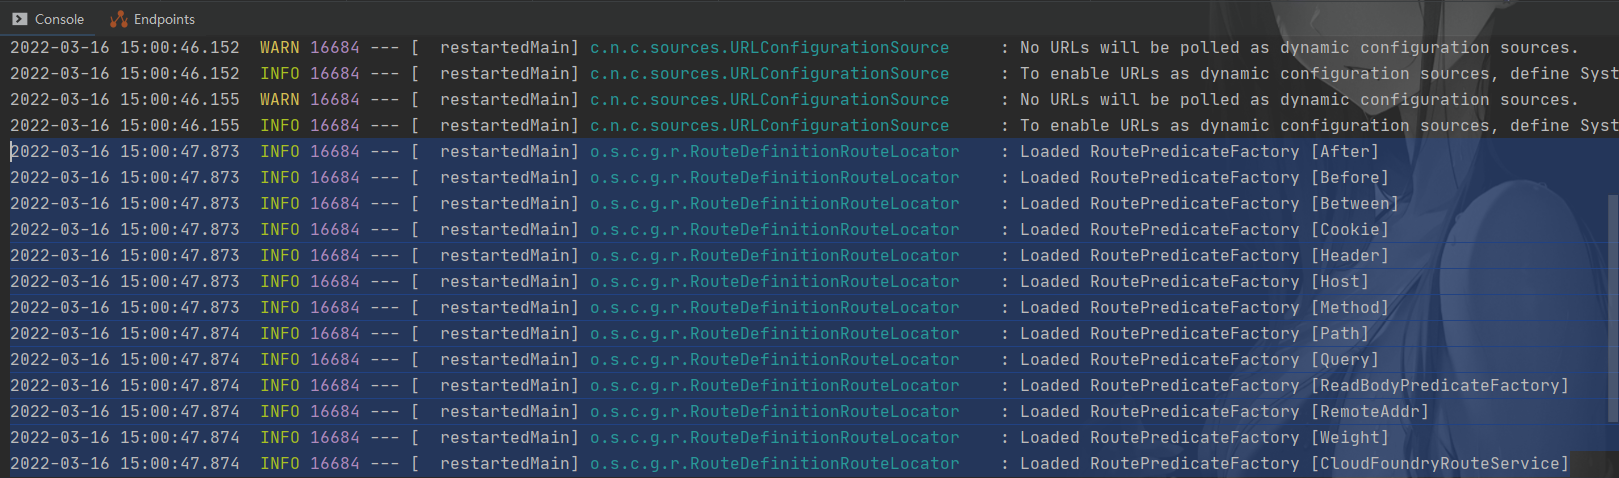 Console Endpoints
2022-03-16 15:00:46.152  WARN 16684 --- [  restartedMain] c.n.c.sources.URLConfigurationSource     : No URLs will be polled as dynamic configuration sources.
2022-03-16 15:00:46.152  INFO 16684 --- [  restartedMain] c.n.c.sources.URLConfigurationSource     : To enable URLs as dynamic configuration sources, define Syst
2022-03-16 15:00:46.155  WARN 16684 --- [  restartedMain] c.n.c.sources.URLConfigurationSource     : No URLs will be polled as dynamic configuration sources.
2022-03-16 15:00:46.155  INFO 16684 --- [  restartedMain] c.n.c.sources.URLConfigurationSource     : To enable URLs as dynamic configuration sources, define Syst
2022-03-16 15:00:47.873  INFO 16684 --- [  restartedMain] o.s.c.g.r.RouteDefinitionRouteLocator    : Loaded RoutePredicateFactory [After]
2022-03-16 15:00:47.873  INFO 16684 --- [  restartedMain] o.s.c.g.r.RouteDefinitionRouteLocator    : Loaded RoutePredicateFactory [Before]
2022-03-16 15:00:47.873  INFO 16684 --- [  restartedMain] o.s.c.g.r.RouteDefinitionRouteLocator    : Loaded RoutePredicateFactory [Between]
2022-03-16 15:00:47.873  INFO 16684 --- [  restartedMain] o.s.c.g.r.RouteDefinitionRouteLocator    : Loaded RoutePredicateFactory [Cookie]
2022-03-16 15:00:47.873  INFO 16684 --- [  restartedMain] o.s.c.g.r.RouteDefinitionRouteLocator    : Loaded RoutePredicateFactory [Header]
2022-03-16 15:00:47.873  INFO 16684 --- [  restartedMain] o.s.c.g.r.RouteDefinitionRouteLocator    : Loaded RoutePredicateFactory [Host]
2022-03-16 15:00:47.873  INFO 16684 --- [  restartedMain] o.s.c.g.r.RouteDefinitionRouteLocator    : Loaded RoutePredicateFactory [Method]
2022-03-16 15:00:47.874  INFO 16684 --- [  restartedMain] o.s.c.g.r.RouteDefinitionRouteLocator    : Loaded RoutePredicateFactory [Path]
2022-03-16 15:00:47.874  INFO 16684 --- [  restartedMain] o.s.c.g.r.RouteDefinitionRouteLocator    : Loaded RoutePredicateFactory [Query]
2022-03-16 15:00:47.874  INFO 16684 --- [  restartedMain] o.s.c.g.r.RouteDefinitionRouteLocator    : Loaded RoutePredicateFactory [ReadBodyPredicateFactory]
2022-03-16 15:00:47.874  INFO 16684 --- [  restartedMain] o.s.c.g.r.RouteDefinitionRouteLocator    : Loaded RoutePredicateFactory [RemoteAddr]
2022-03-16 15:00:47.874  INFO 16684 --- [  restartedMain] o.s.c.g.r.RouteDefinitionRouteLocator    : Loaded RoutePredicateFactory [Weight]
2022-03-16 15:00:47.874  INFO 16684 --- [  restartedMain] o.s.c.g.r.RouteDefinitionRouteLocator    : Loaded RoutePredicateFactory [CloudFoundryRouteService]